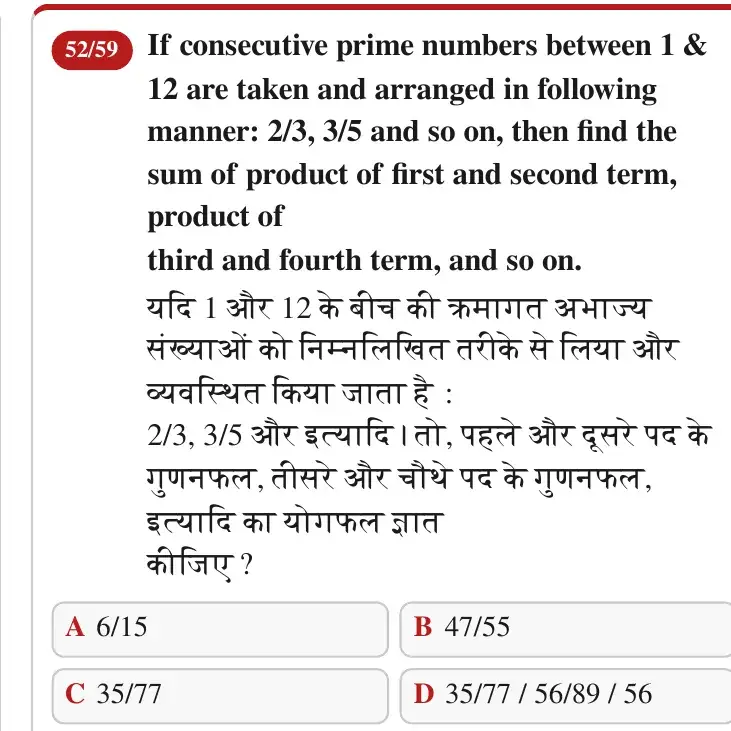 52/59 If consecutive prime numbers between 1 &
12 are taken and arranged in following
manner: 2/3, 3/5 and so on, then find the
sum of product of first and second term,
product of
third and fourth term, and so on.
यदि 1 और 12 के बीच की क्रमागत अभाज्य
संख्याओं को निम्नलिखित तरीके से लिया और
व्यवस्थित किया जाता है :
2/3, 3/5 और इत्यादि। तो, पहले और दूसरे पद के
गुणनफल, तीसरे और चौथे पद के गुणनफल,
इत्यादि का योगफल ज्ञात
कीजिए ?
A 6/15
B 47/55
C 35/77
D 35/77 / 56/89 / 56